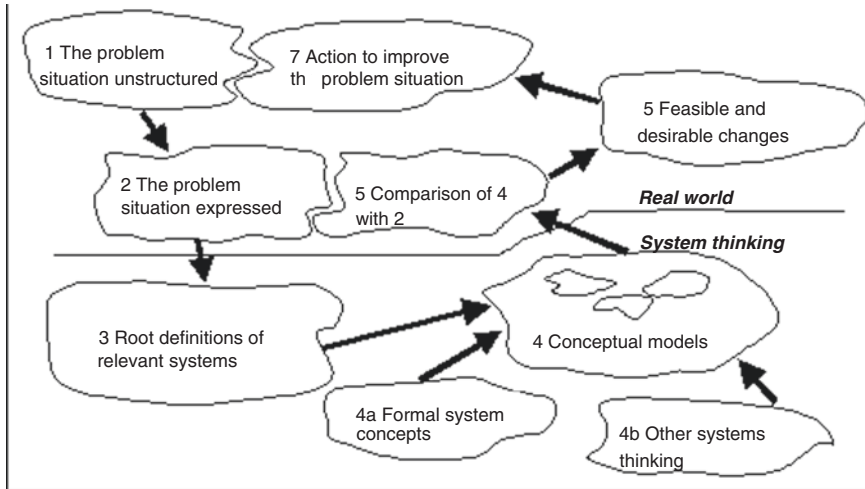 1 The problem
situation unstructured
7 Action to improve
th problem situation
5 Feasible and
desirable changes
2 The problem
situation expressed
5 Comparison of 4
with 2
Real world
System thinking
3 Root definitions of
relevant systems
4 Conceptual models
4a Formal system
concepts
4b Other systems
thinking